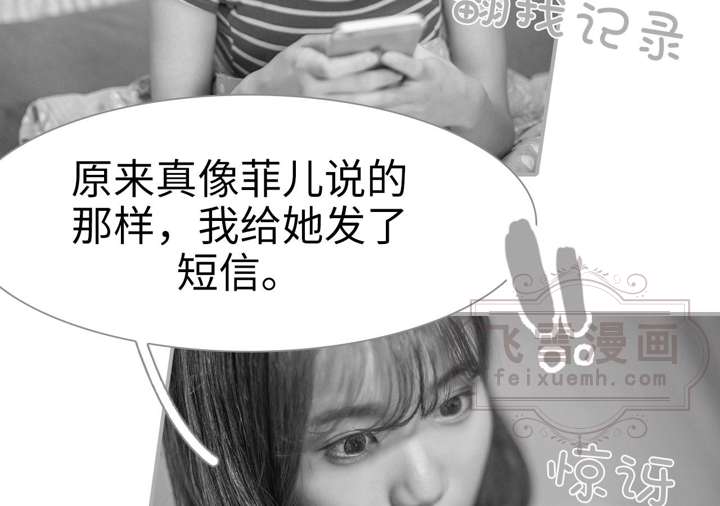 翻我记录
原来真像菲儿说的
那样，我给她发了
短信。
!!
飞言漫画
feixuemh.com
惊讶